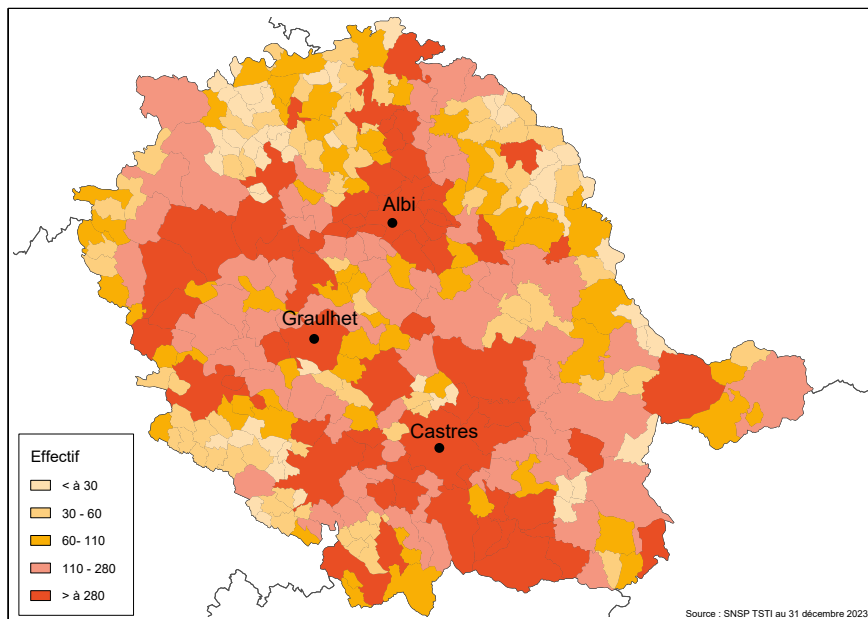 Albi
Graulhet
Castres
Effectif
< à 30
30 - 60
60- 110
110 - 280
> à 280
Source : SNSP TSTI au 31 décembre 2023